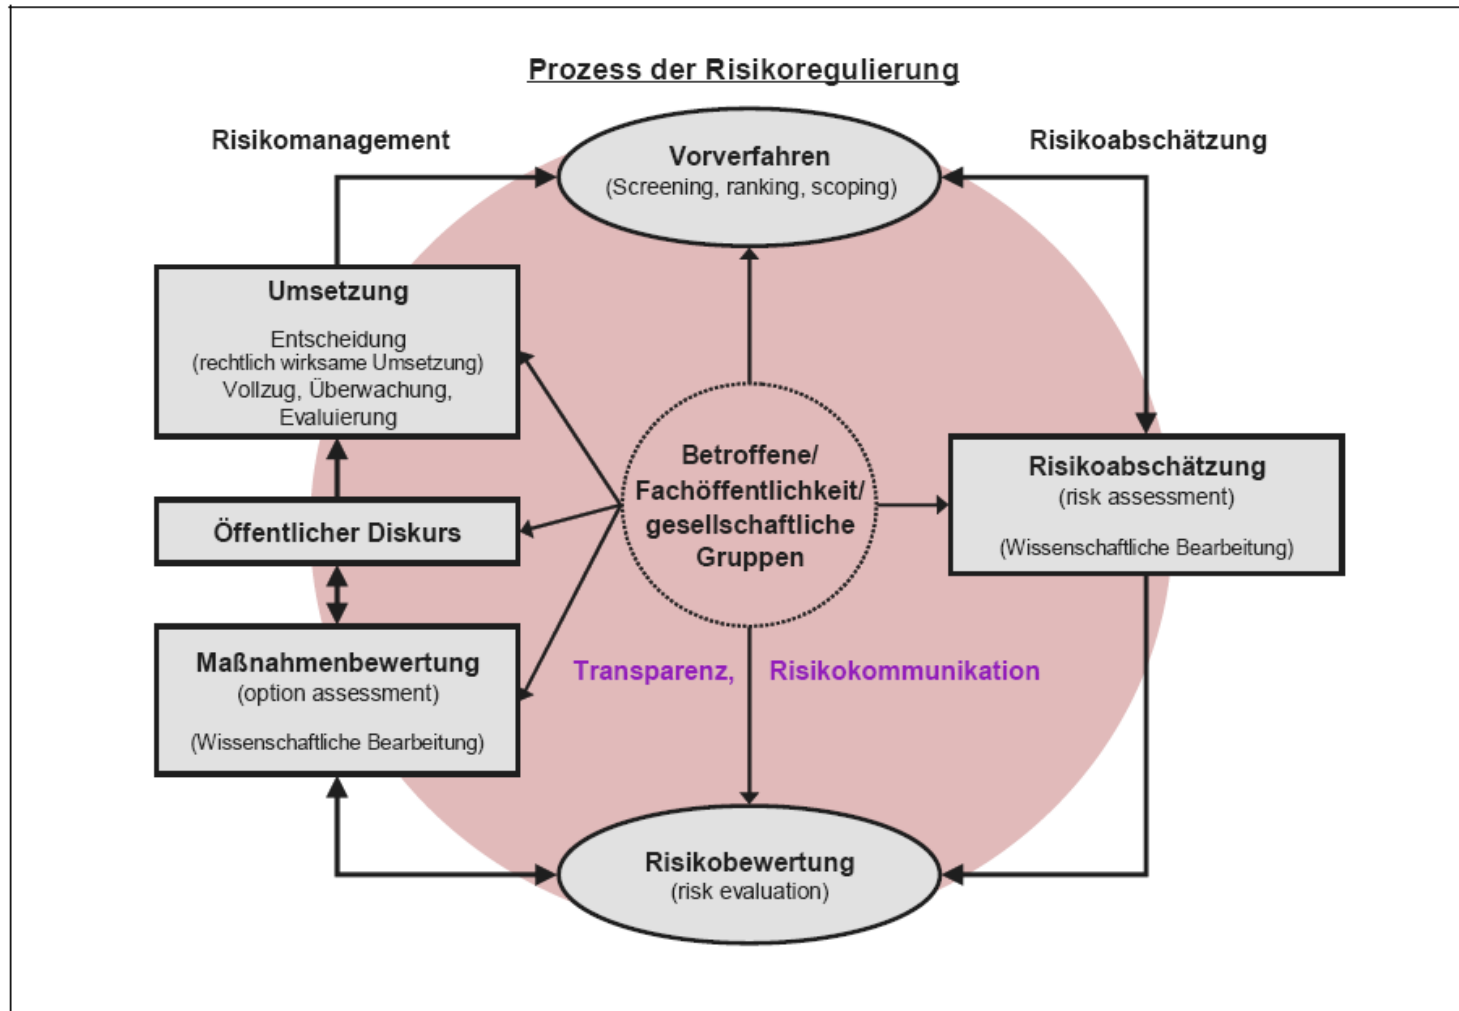 Prozess der Risikoregulierung
Risikomanagement
Risikoabschätzung
Vorverfahren
(Screening, ranking, scoping)
Umsetzung
Entscheidung
(rechtlich wirksame Umsetzung)
Vollzug, Überwachung,
Evaluierung
Betroffene/
Fachöffentlichkeit/
gesellschaftliche
Gruppen
Risikoabschätzung
(risk assessment)
(Wissenschaftliche Bearbeitung)
Öffentlicher Diskurs
Maßnahmenbewertung
(option assessment)
(Wissenschaftliche Bearbeitung)
Transparenz, Risikokommunikation
Risikobewertung
(risk evaluation)